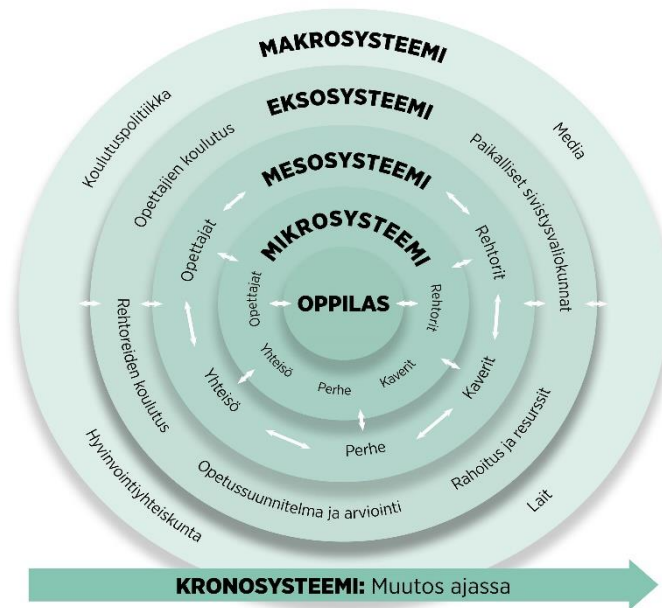 MAKROSYSTEEMI
Koulutuspolitiikka
Media
EKSOSYSTEEMI
Opettajien koulutus
Paikalliset sivistysvaliokunnat
MESOSYSTEEMI
Opettajat
Rehtorit
MIKROSYSTEEMI
Opettajat
OPPILAS
Rehtorit
Yhteisö
Perhe
Kaverit
Yhteisö
Perhe
Kaverit
Rehtoreiden koulutus
Opetussuunnitelma ja arviointi
Rahoitus ja resurssit
Hyvinvointiyhteiskunta
Lait
KRONOSYSTEEMI: Muutos ajassa